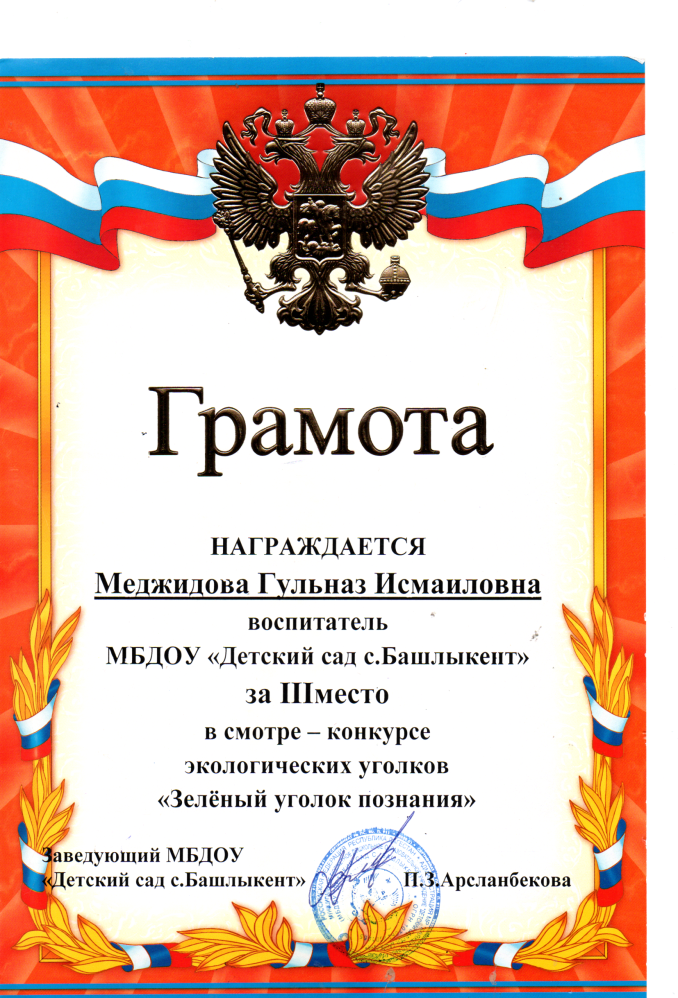 Грамота
НАГРАЖДАЕТСЯ
Меджидова Гульназ Исмаиловна
воспитатель
МБДОУ «Детский сад с.Башлыкент»
за IIIместо
в смотре – конкурсе
экологических уголков
«Зелёный уголок познания»
Заведующий МБДОУ
«Детский сад с.Башлыкент» П.З.Арсланбекова